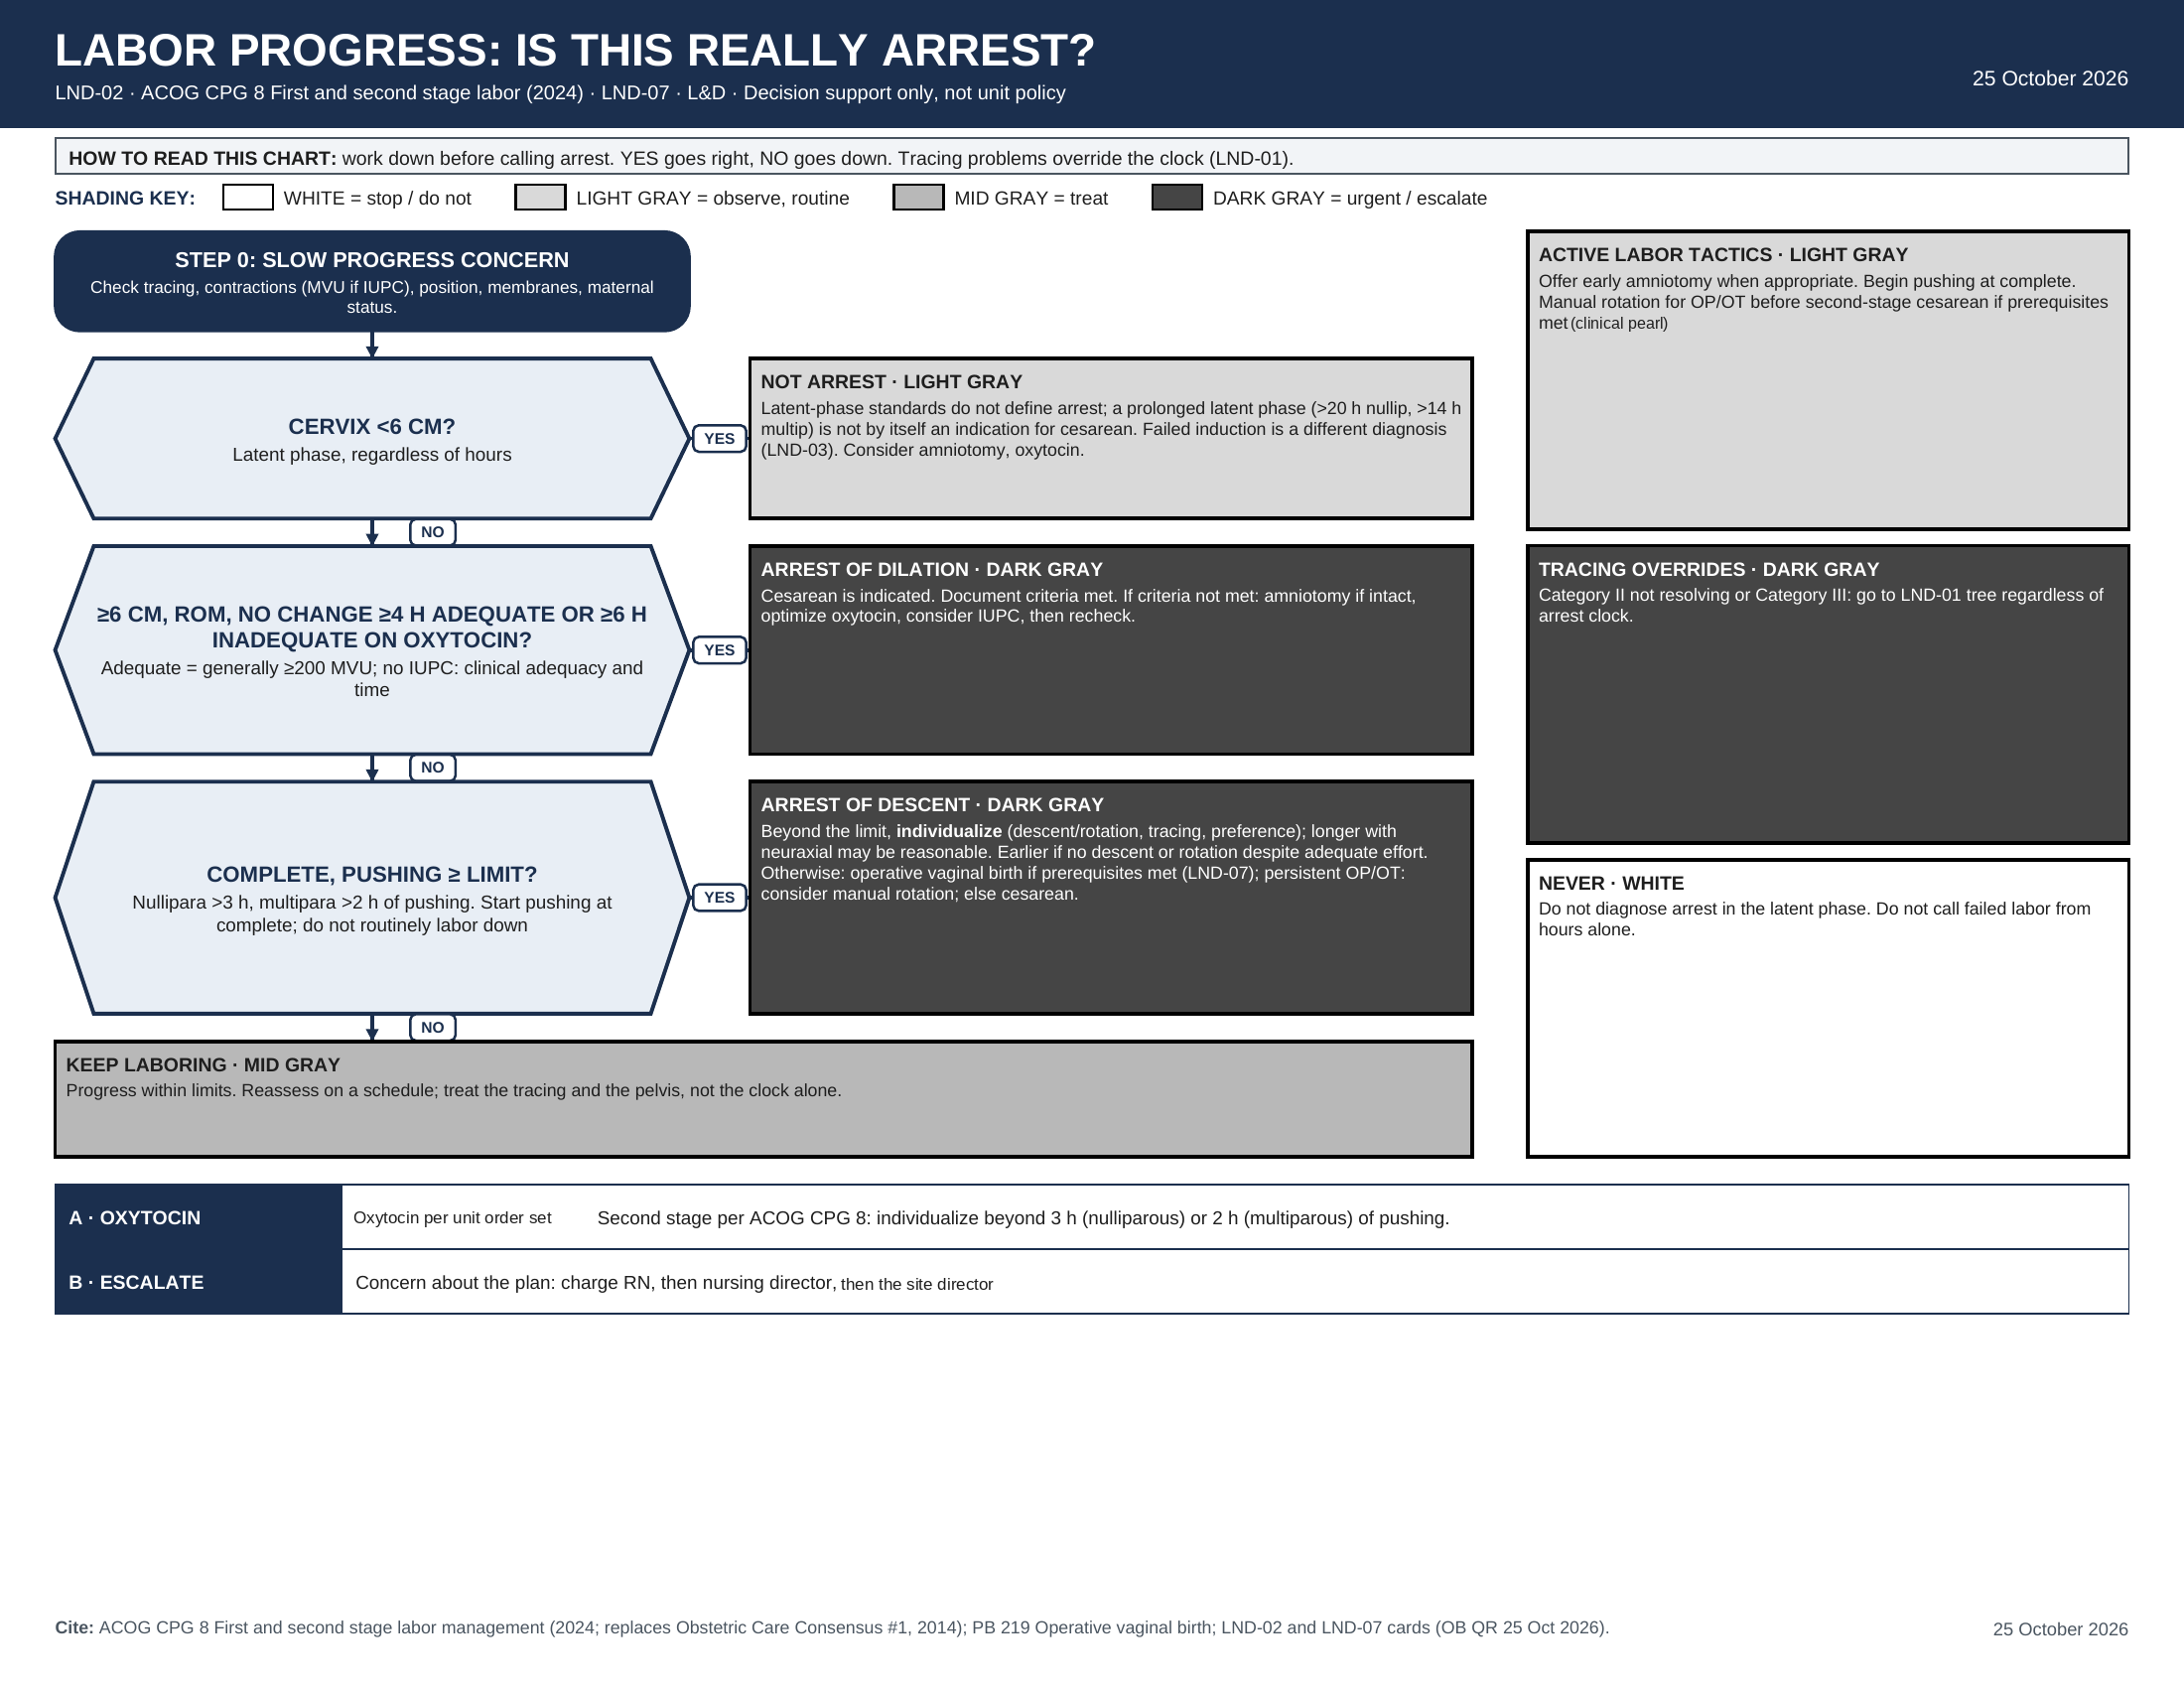 LABOR PROGRESS: IS THIS REALLY ARREST?
LND-02 · ACOG CPG 8 First and second stage labor (2024) · LND-07 · L&D · Decision support only, not unit policy
25 October 2026
HOW TO READ THIS CHART: work down before calling arrest. YES goes right, NO goes down. Tracing problems override the clock (LND-01).
SHADING KEY: WHITE = stop / do not LIGHT GRAY = observe, routine MID GRAY = treat DARK GRAY = urgent / escalate
STEP 0: SLOW PROGRESS CONCERN
Check tracing, contractions (MVU if IUPC), position, membranes, maternal
status.
CERVIX <6 CM?
Latent phase, regardless of hours
YES
NOT ARREST · LIGHT GRAY
Latent-phase standards do not define arrest; a prolonged latent phase (>20 h nullip, >14 h
multip) is not by itself an indication for cesarean. Failed induction is a different diagnosis
(LND-03). Consider amniotomy, oxytocin.
NO
≥6 CM, ROM, NO CHANGE ≥4 H ADEQUATE OR ≥6 H
INADEQUATE ON OXYTOCIN?
Adequate = generally ≥200 MVU; no IUPC: clinical adequacy and
time
YES
ARREST OF DILATION · DARK GRAY
Cesarean is indicated. Document criteria met. If criteria not met: amniotomy if intact,
optimize oxytocin, consider IUPC, then recheck.
NO
COMPLETE, PUSHING ≥ LIMIT?
Nullipara >3 h, multipara >2 h of pushing. Start pushing at
complete; do not routinely labor down
YES
ARREST OF DESCENT · DARK GRAY
Beyond the limit, individualize (descent/rotation, tracing, preference); longer with
neuraxial may be reasonable. Earlier if no descent or rotation despite adequate effort.
Otherwise: operative vaginal birth if prerequisites met (LND-07); persistent OP/OT:
consider manual rotation; else cesarean.
NO
KEEP LABORING · MID GRAY
Progress within limits. Reassess on a schedule; treat the tracing and the pelvis, not the clock alone.
ACTIVE LABOR TACTICS · LIGHT GRAY
Offer early amniotomy when appropriate. Begin pushing at complete.
Manual rotation for OP/OT before second-stage cesarean if prerequisites
met (clinical pearl)
TRACING OVERRIDES · DARK GRAY
Category II not resolving or Category III: go to LND-01 tree regardless of
arrest clock.
NEVER · WHITE
Do not diagnose arrest in the latent phase. Do not call failed labor from
hours alone.
A · OXYTOCIN Oxytocin per unit order set Second stage per ACOG CPG 8: individualize beyond 3 h (nulliparous) or 2 h (multiparous) of pushing.
B · ESCALATE Concern about the plan: charge RN, then nursing director, then the site director
Cite: ACOG CPG 8 First and second stage labor management (2024; replaces Obstetric Care Consensus #1, 2014); PB 219 Operative vaginal birth; LND-02 and LND-07 cards (OB QR 25 Oct 2026).
25 October 2026